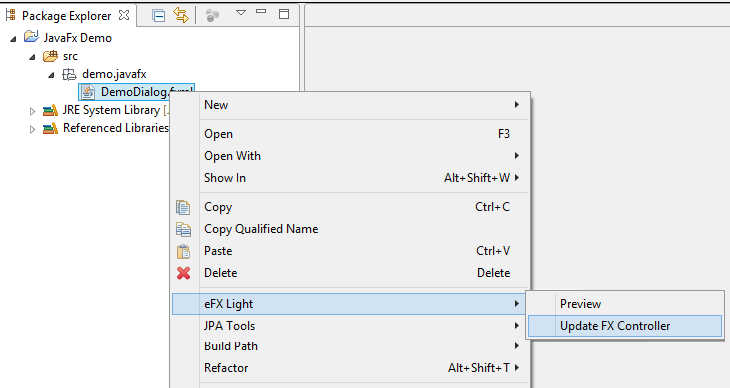 Package Explorer
JavaFx Demo
src
demo.javafx
DemoDialog.fxml
JRE System Library [
Referenced Libraries
New
Open F3
Open With
Show In Alt+Shift+W
Copy Ctrl+C
Copy Qualified Name
Paste Ctrl+V
Delete Delete
eFX Light
Preview
Update FX Controller
JPA Tools
Build Path
Refactor Alt+Shift+T